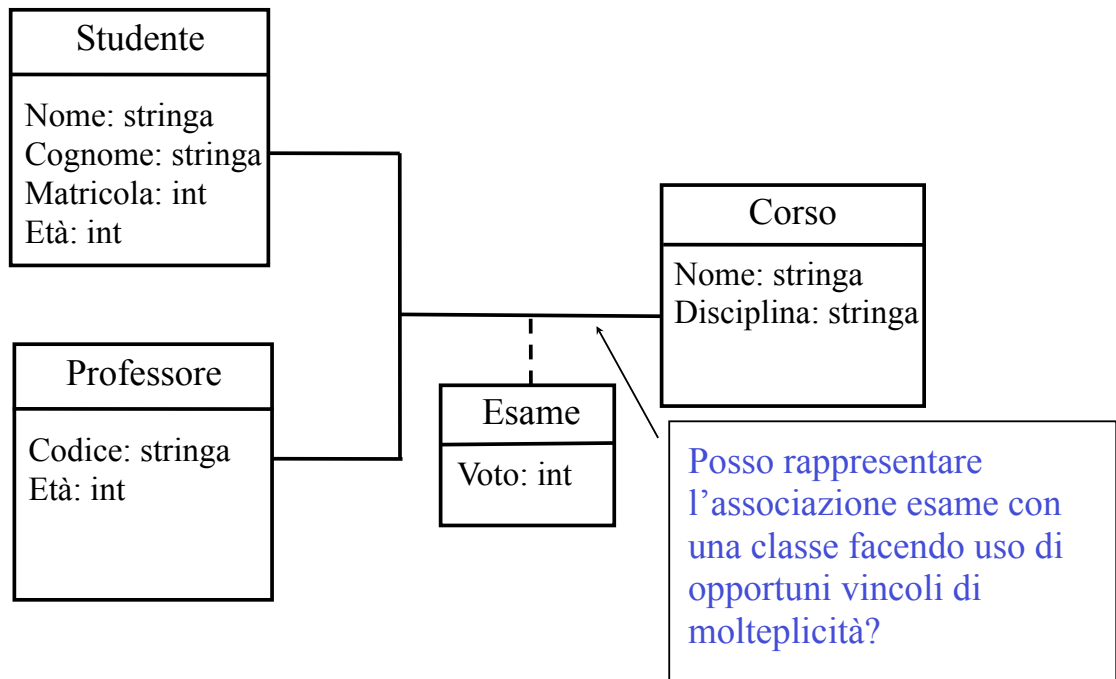 Studente
Nome: stringa
Cognome: stringa
Matricola: int
Età: int
Corso
Nome: stringa
Disciplina: stringa
Professore
Codice: stringa
Età: int
Esame
Voto: int
Posso rappresentare
l’associazione esame con
una classe facendo uso di
opportuni vincoli di
molteplicità?